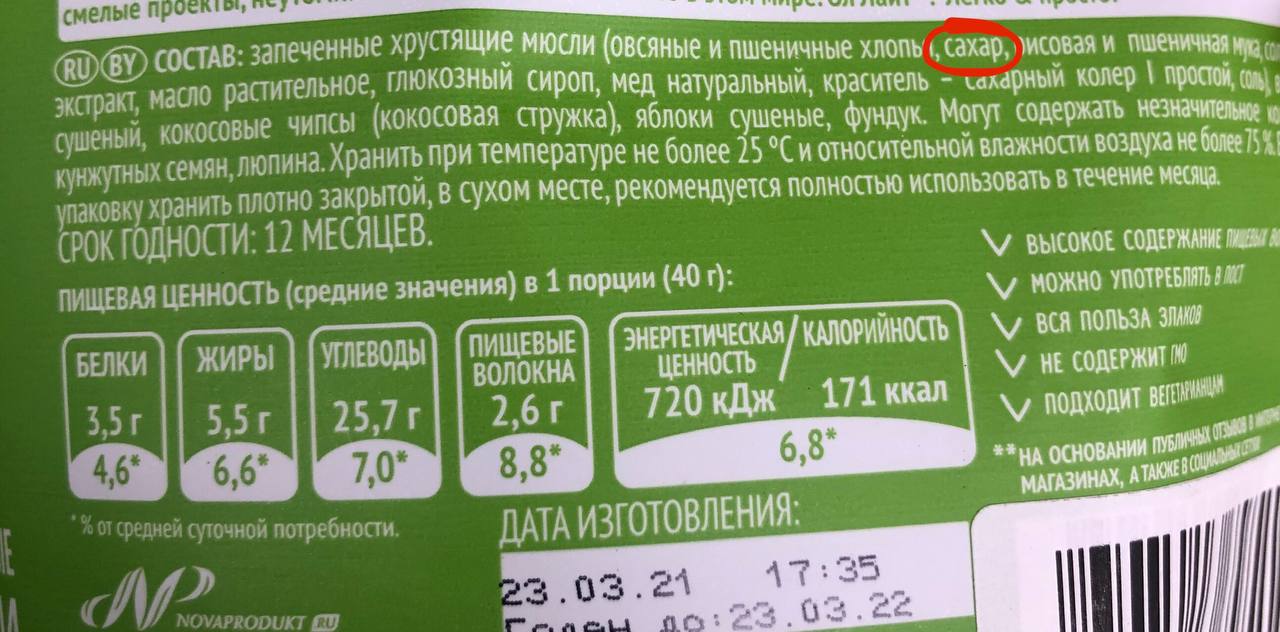 смелые проекты,
RU BY СОСТАВ: запеченные хрустящие мюсли (овсяные и пшеничные сахар, рисовая и пшеничная мука,
экстракт, масло растительное, глюкозный сироп, мед натуральный, краситель – сахарный колер I простой, соль,
сушеный, кокосовые чипсы (кокосовая стружка), яблоки сушеные, фундук. Могут содержать незначительное
кунжутных семян, люпина. Хранить при температуре не более 25 °С и относительной влажности воздуха не более 75 %.
упаковку хранить плотно закрытой, в сухом месте, рекомендуется полностью использовать в течение месяца.
СРОК ГОДНОСТИ: 12 МЕСЯЦЕВ.
ПИЩЕВАЯ ЦЕННОСТЬ (средние значения) в 1 порции (40 г):
БЕЛКИ
3,5 г
4,6*
ЖИРЫ
5,5 г
6,6*
УГЛЕВОДЫ
25,7 г
7,0*
ПИЩЕВЫЕ
ВОЛОКНА
2,6 г
8,8*
ЭНЕРГЕТИЧЕСКАЯ / КАЛОРИЙНОСТЬ
ЦЕННОСТЬ
720 кДж 171 ккал
6,8*
* % от средней суточной потребности.
ВЫСОКОЕ СОДЕРЖАНИЕ ПИЩЕВЫХ
МОЖНО УПОТРЕБЛЯТЬ В ПОСТ
ВСЯ ПОЛЬЗА ЗЛАКОВ
НЕ СОДЕРЖИТ ГМО
ПОДХОДИТ ВЕГЕТАРИАНЦАМ
**НА ОСНОВАНИИ ПУБЛИЧНЫХ ОТЗЫВОВ В
МАГАЗИНАХ, А ТАКЖЕ В СОЦИАЛЬНЫХ СЕТЯХ
ДАТА ИЗГОТОВЛЕНИЯ:
23.03.21 17:35
Годен до:23.03.22
NOVAPRODUKT RU